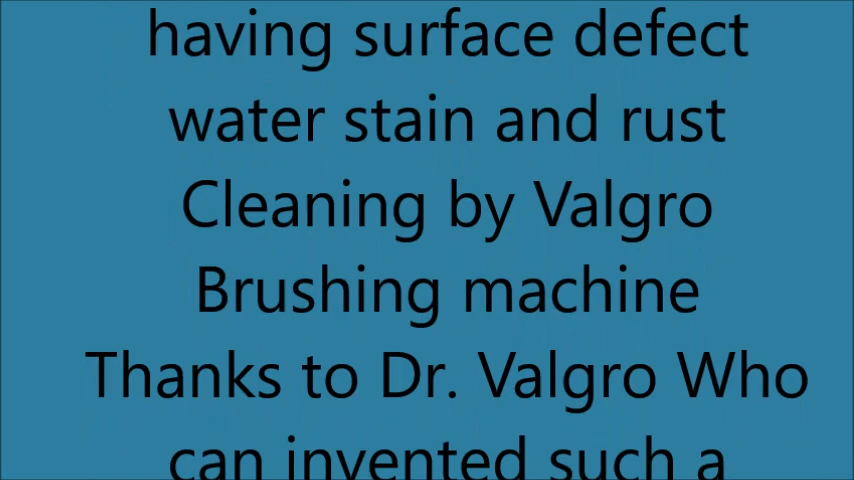 having surface defect
water stain and rust
Cleaning by Valgro
Brushing machine
Thanks to Dr. Valgro Who
can invented such a